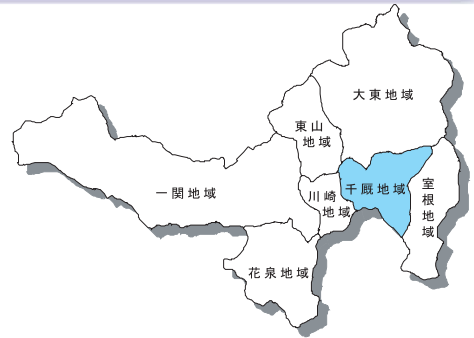 大東地域
東山
地域
千厩地域
室根地域
一関地域
川崎
地域
花泉地域